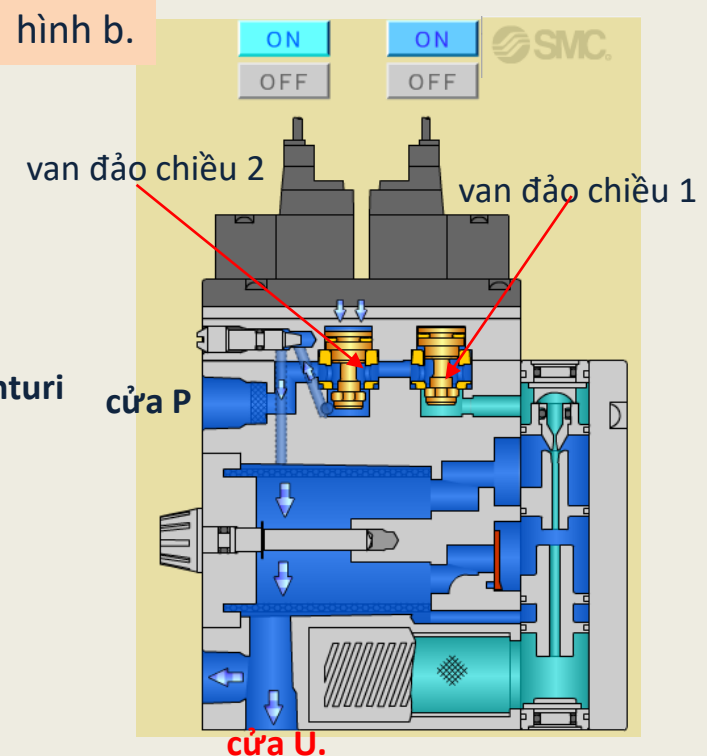 hình b.
ON ON
OFF OFF
SMC.
van đảo chiều 2
van đảo chiều 1
nturi
cửa P
cửa U.